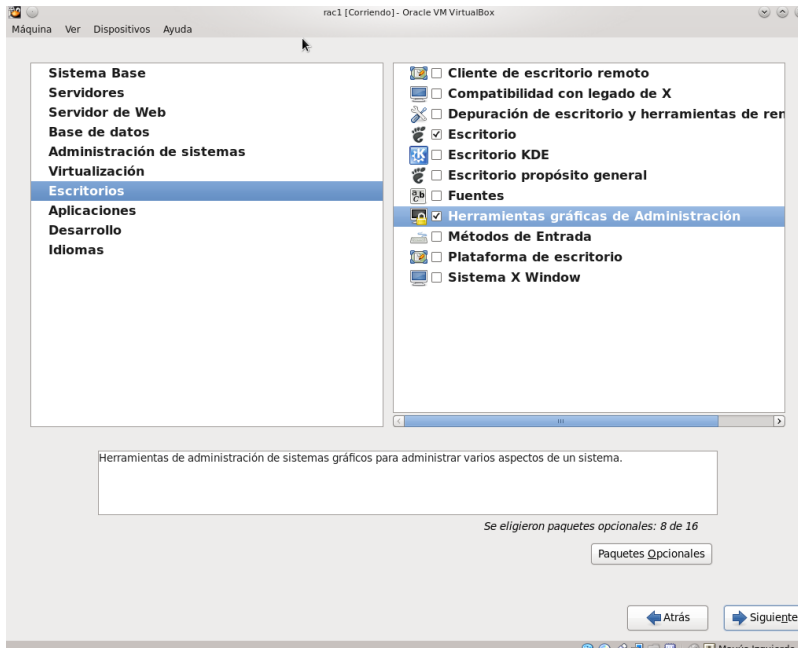 rac1 [Corriendo] - Oracle VM VirtualBox
Máquina Ver Dispositivos Ayuda
Sistema Base
Servidores
Servidor de Web
Base de datos
Administración de sistemas
Virtualización
Escritorios
Aplicaciones
Desarrollo
Idiomas
Cliente de escritorio remoto
Compatibilidad con legado de X
Depuración de escritorio y herramientas de ren
Escritorio
Escritorio KDE
Escritorio propósito general
Fuentes
Herramientas gráficas de Administración
Métodos de Entrada
Plataforma de escritorio
Sistema X Window
Herramientas de administración de sistemas gráficos para administrar varios aspectos de un sistema.
Se eligieron paquetes opcionales: 8 de 16
Paquetes Opcionales
Atrás
Siguiente